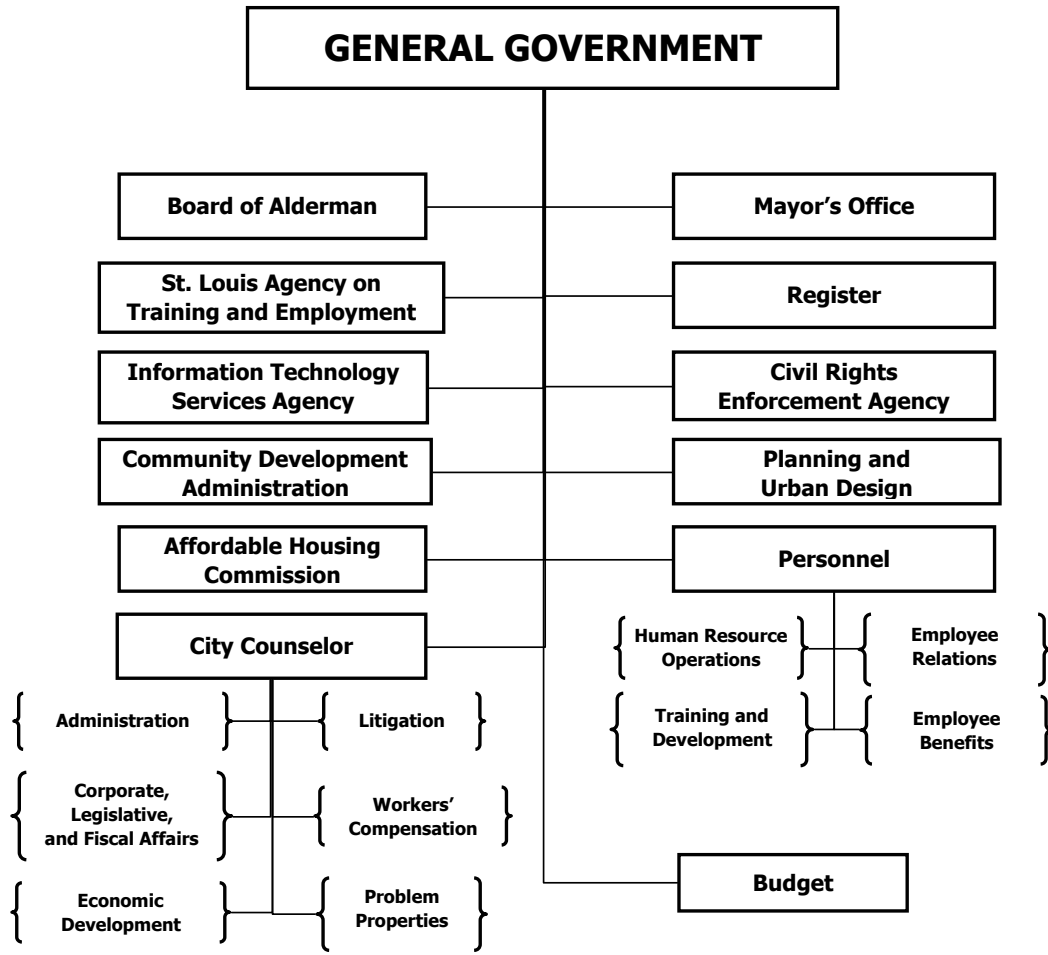 GENERAL GOVERNMENT
Board of Alderman
Mayor’s Office
St. Louis Agency on
Training and Employment
Register
Information Technology
Services Agency
Civil Rights
Enforcement Agency
Community Development
Administration
Planning and
Urban Design
Affordable Housing
Commission
Personnel
City Counselor
Human Resource
Operations
Employee
Relations
Administration
Litigation
Training and
Development
Employee
Benefits
Corporate,
Legislative,
and Fiscal Affairs
Workers’
Compensation
Economic
Development
Problem
Properties
Budget